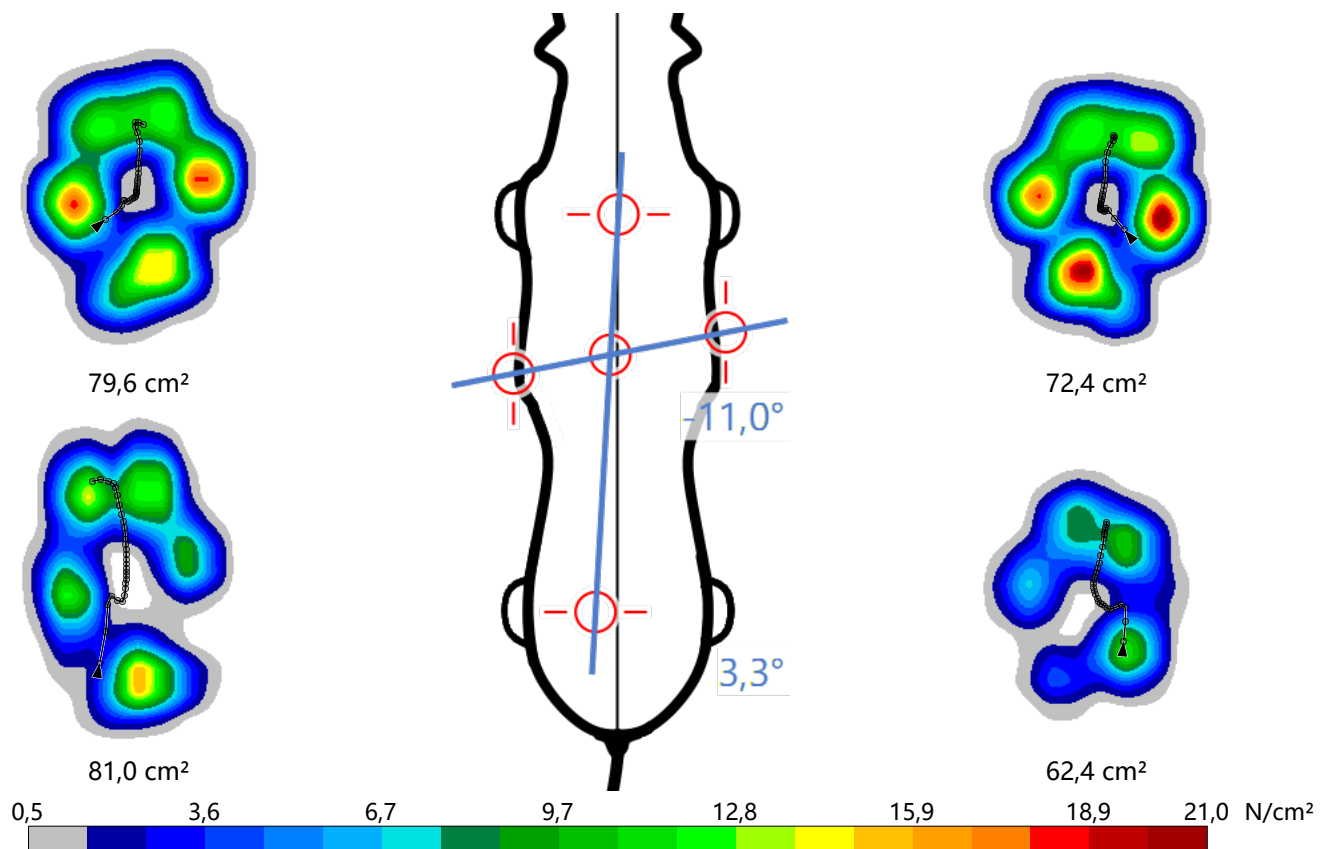 79,6 cm²
72,4 cm²
-11,0°
3,3°
81,0 cm²
62,4 cm²
0,5 3,6 6,7 9,7 12,8 15,9 18,9 21,0 N/cm²